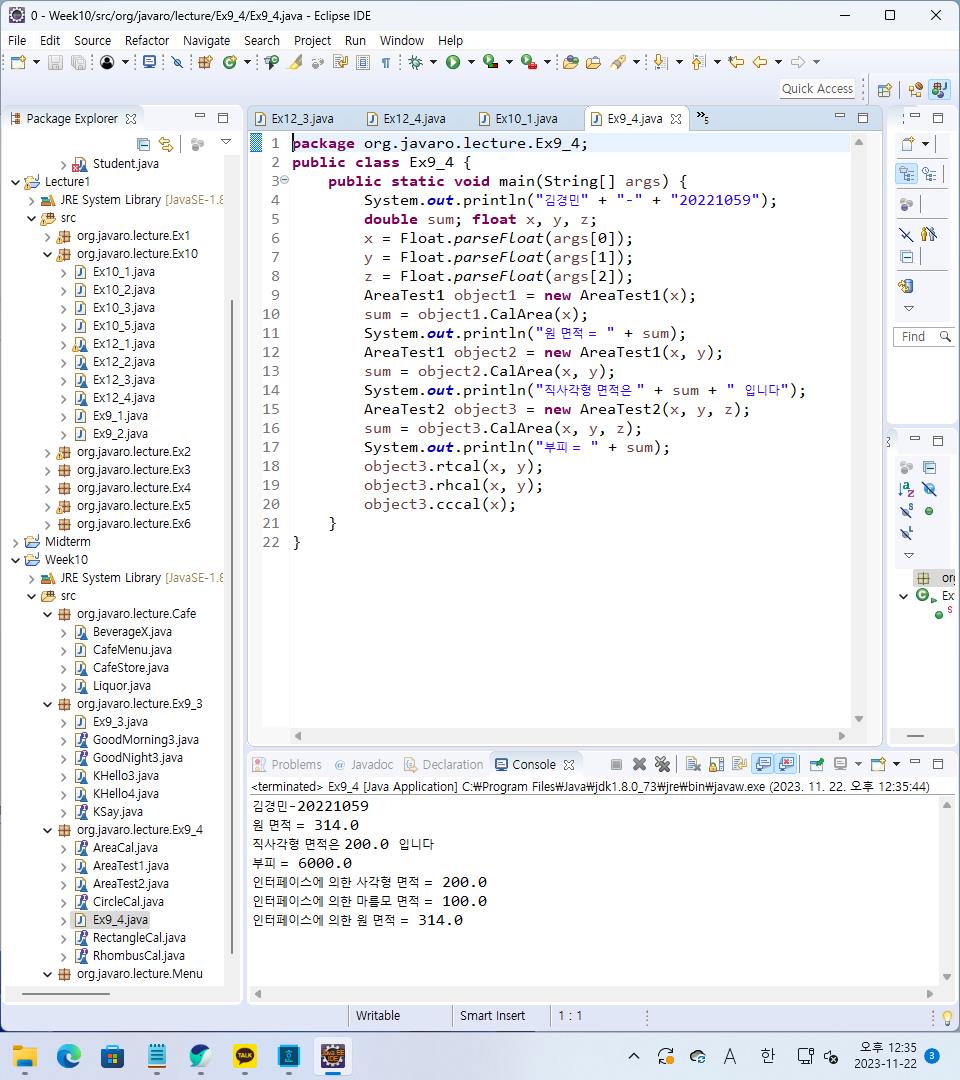 0 - Week10/src/org/javaro/lecture/Ex9_4/Ex9_4.java - Eclipse IDE
File Edit Source Refactor Navigate Search Project Run Window Help
Quick Access
Package Explorer
Student.java
Lecture1
JRE System Library [JavaSE-1.8
src
org.javaro.lecture.Ex1
org.javaro.lecture.Ex10
Ex10_1.java
Ex10_2.java
Ex10_3.java
Ex10_5.java
Ex12_1.java
Ex12_2.java
Ex12_3.java
Ex12_4.java
Ex9_1.java
Ex9_2.java
org.javaro.lecture.Ex2
org.javaro.lecture.Ex3
org.javaro.lecture.Ex4
org.javaro.lecture.Ex5
org.javaro.lecture.Ex6
Midterm
Week10
JRE System Library [JavaSE-1.8
src
org.javaro.lecture.Cafe
BeverageX.java
CafeMenu.java
CafeStore.java
Liquor.java
org.javaro.lecture.Ex9_3
Ex9_3.java
GoodMorning3.java
GoodNight3.java
KHello3.java
KHello4.java
KSay.java
org.javaro.lecture.Ex9_4
AreaCal.java
AreaTest1.java
AreaTest2.java
CircleCal.java
Ex9_4.java
RectangleCal.java
RhombusCal.java
org.javaro.lecture.Menu
Ex12_3.java Ex12_4.java Ex10_1.java Ex9_4.java »5
1 package org.javaro.lecture.Ex9_4;
2 public class Ex9_4 {
3 public static void main(String[] args) {
4 System.out.println("김경민" + "-" + "20221059");
5 double sum; float x, y, z;
6 x = Float.parseFloat(args[0]);
7 y = Float.parseFloat(args[1]);
8 z = Float.parseFloat(args[2]);
9 AreaTest1 object1 = new AreaTest1(x);
10 sum = object1.CalArea(x);
11 System.out.println("원 면적 = " + sum);
12 AreaTest1 object2 = new AreaTest1(x, y);
13 sum = object2.CalArea(x, y);
14 System.out.println("직사각형 면적은 " + sum + " 입니다");
15 AreaTest2 object3 = new AreaTest2(x, y, z);
16 sum = object3.CalArea(x, y, z);
17 System.out.println("부피 = " + sum);
18 object3.rtcal(x, y);
19 object3.rhcal(x, y);
20 object3.cccal(x);
21 }
22 }
Find
org
Ex
Problems @ Javadoc Declaration Console
<terminated> Ex9_4 [Java Application] C:₩Program Files₩Java₩jdk1.8.0_73₩jre₩bin₩javaw.exe (2023. 11. 22. 오후 12:35:44)
김경민-20221059
원 면적 = 314.0
직사각형 면적은 200.0 입니다
부피 = 6000.0
인터페이스에 의한 사각형 면적 = 200.0
인터페이스에 의한 마름모 면적 = 100.0
인터페이스에 의한 원 면적 = 314.0
Writable Smart Insert 1 : 1
TALK
A 한 오후 12:35
2023-11-22 3